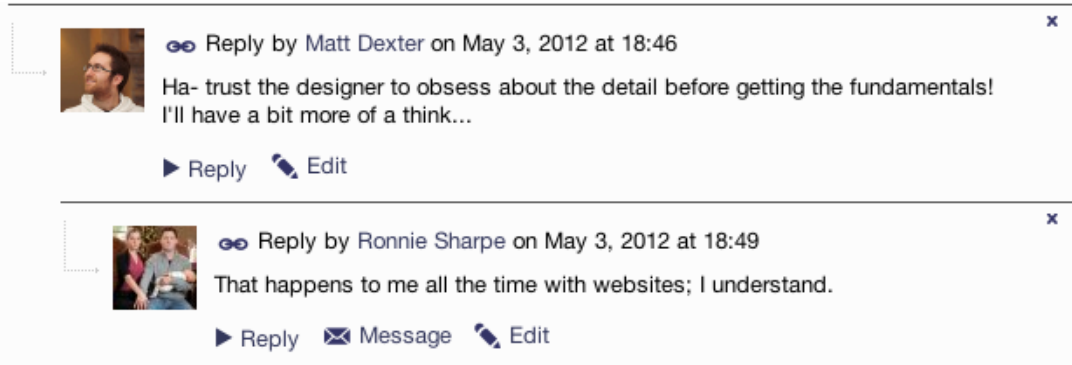 Reply by Matt Dexter on May 3, 2012 at 18:46
x
Ha- trust the designer to obsess about the detail before getting the fundamentals!
I'll have a bit more of a think...
Reply Edit
Reply by Ronnie Sharpe on May 3, 2012 at 18:49
x
That happens to me all the time with websites; I understand.
Reply Message Edit